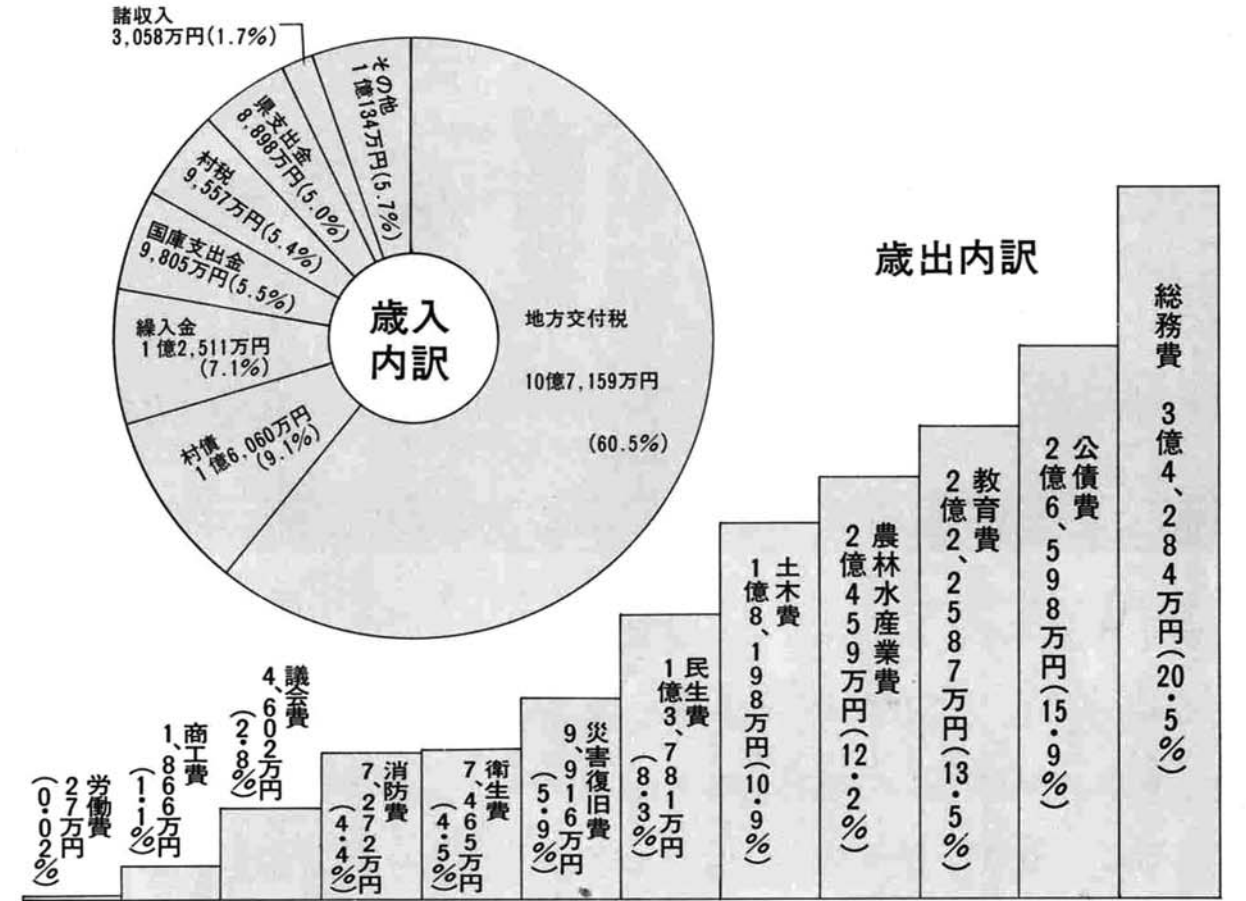 諸収入
3,058万円(1.7%)
その他
1億134万円(5.7%)
県支出金
8,898万円(5.0%)
村税
9,557万円(5.4%)
国庫支出金
9,805万円(5.5%)
繰入金
1億2,511万円
(7.1%)
村債
1億6,060万円
(9.1%)
歳入
内訳
地方交付税
10億7,159万円
(60.5%)
歳出内訳
総務費 3億4、284万円(20・5%)
公債費
2億6、598万円(15・9%)
教育費
2億2、2587万円(13・5%)
農林水産業費
2億459万円(12・2%)
土木費
1億8、198万円(10・9%)
民生費
1億3、781万円
(8・3%)
災害復旧費
9、916万円
(5・9%)
衛生費
7、465万円
(4・5%)
消防費
7、272万円
(4・4%)
議会費
4、602万円
(2・8%)
商工費
1、866万円
(1・1%)
労働費
27万円
(0・02%)